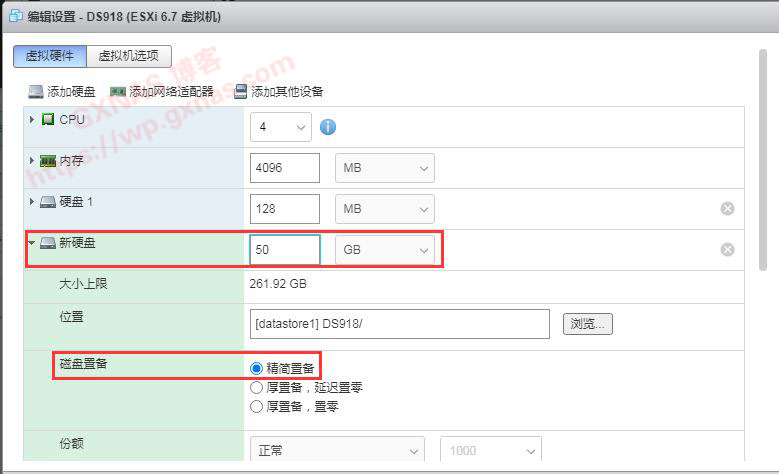 编辑设置 - DS918 (ESXi 6.7 虚拟机)
虚拟硬件 虚拟机选项
添加硬盘 添加网络适配器 添加其他设备
GXNAS 博客
https://wp.gxnas.com
CPU 4
内存 4096 MB
硬盘 1 128 MB
新硬盘 50 GB
大小上限 261.92 GB
位置 [datastore1] DS918/ 浏览...
磁盘置备 精简置备
厚置备，延迟置零
厚置备，置零
份额 正常 1000